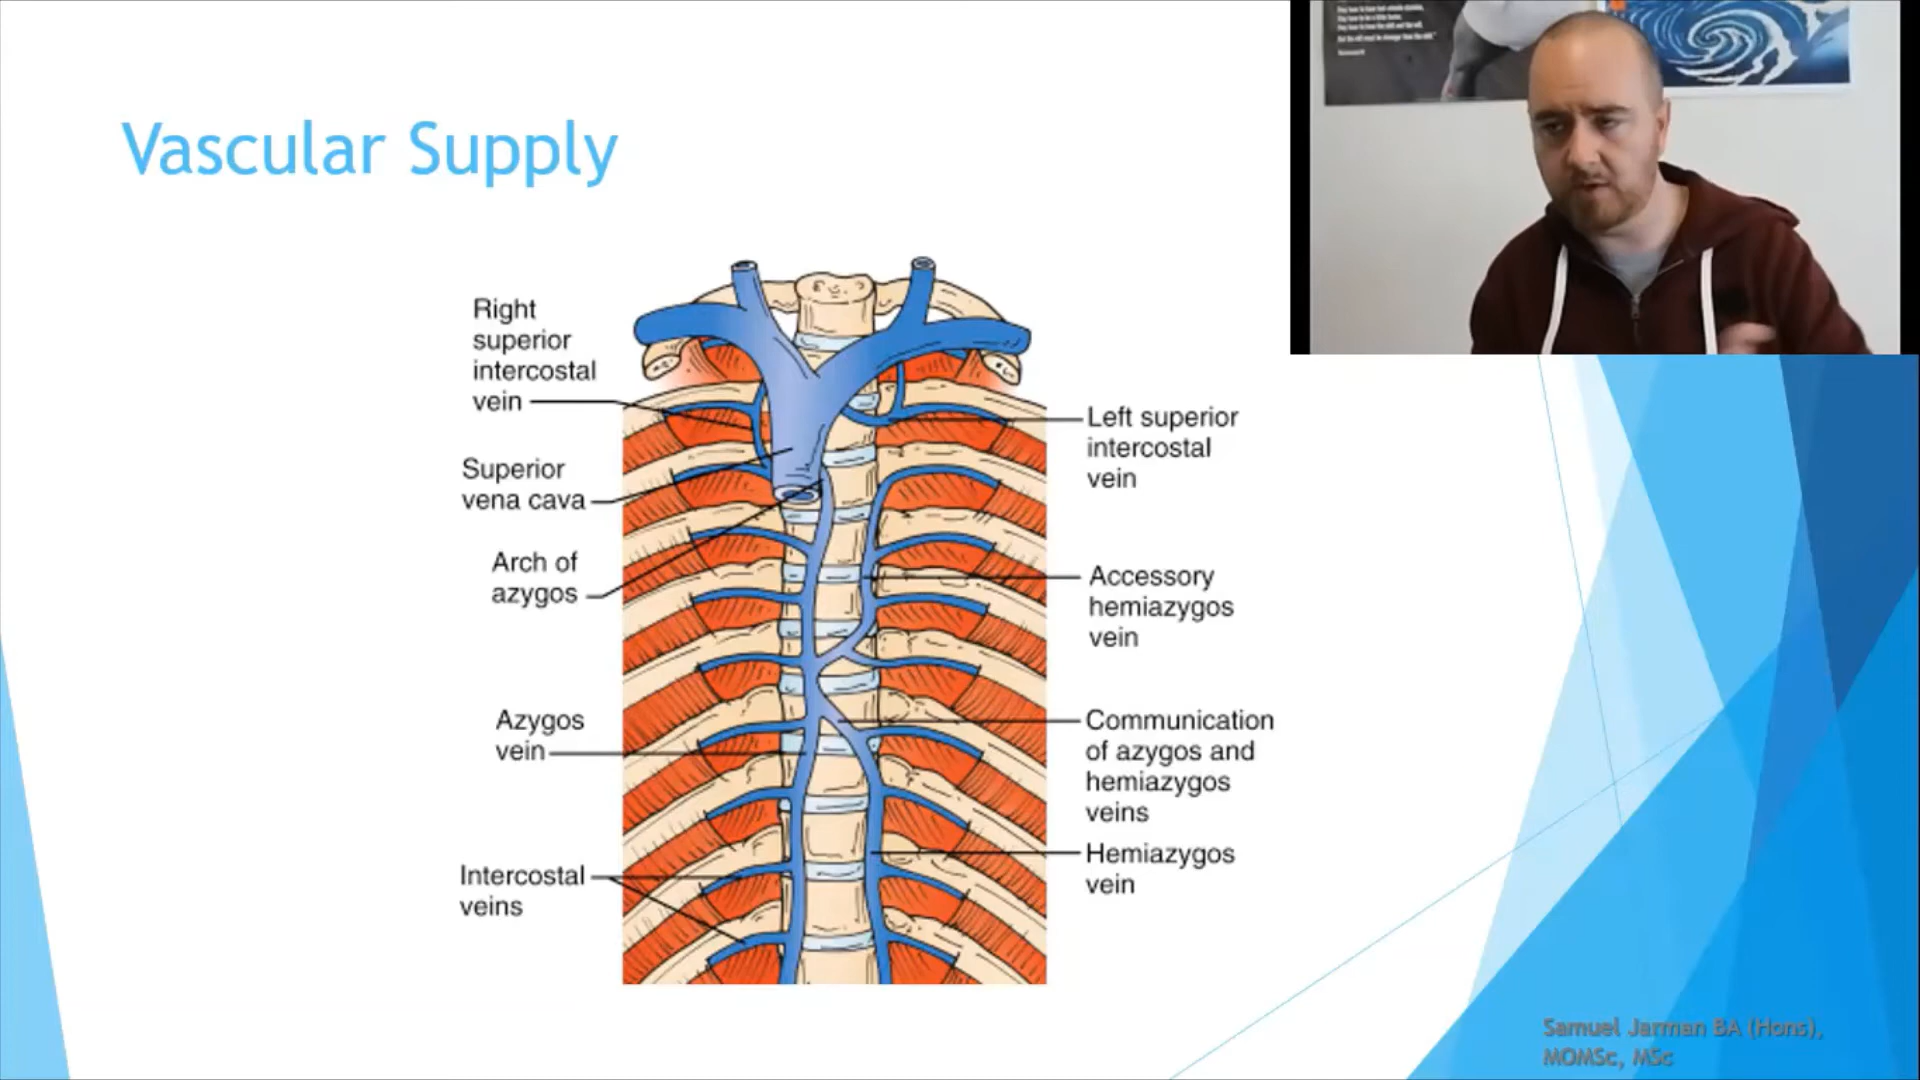 Vascular Supply
Right
superior
intercostal
vein
Superior
vena cava
Arch of
azygos
Azygos
vein
Intercostal
veins
Left superior
intercostal
vein
Accessory
hemiazygos
vein
Communication
of azygos and
hemiazygos
veins
Hemiazygos
vein
Samuel Jarman BA (Hons),
MOMSc, MSc